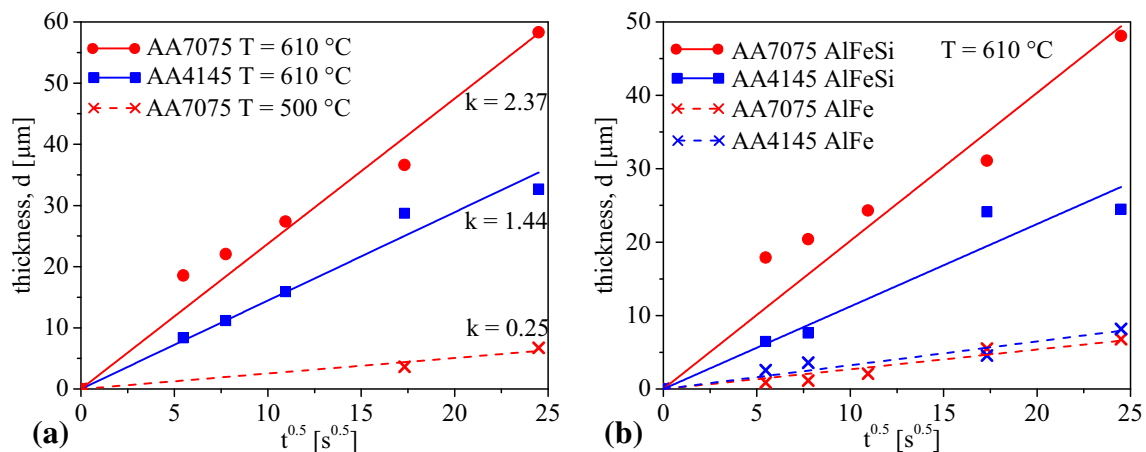 60
50
40
30
20
10
0
thickness, d [µm]
AA7075 T = 610 °C
AA4145 T = 610 °C
AA7075 T = 500 °C
k = 2.37
k = 1.44
k = 0.25
0 5 10 15 20 25
(a)
t^0.5 [s^0.5]
50
40
30
20
10
0
thickness, d [µm]
AA7075 AlFeSi
T = 610 °C
AA4145 AlFeSi
AA7075 AlFe
AA4145 AlFe
0 5 10 15 20 25
(b)
t^0.5 [s^0.5]